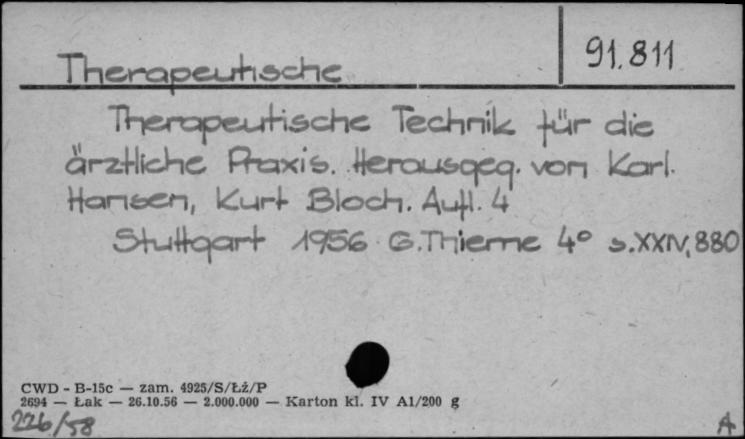 91.811
Therapeutische
Therapeutische Technik für die
ärztliche Praxis. Herausgeg. von Karl.
Hansen, Kurt Bloch. Aufl. 4
Stuttgart 1956 G. Thieme 4° s. XXIV, 880
CWD - B-15c — zam. 4925/S/Łż/P
2694 — Łak — 26.10.56 — 2.000.000 — Karton kl. IV A1/200 g
226/58 A